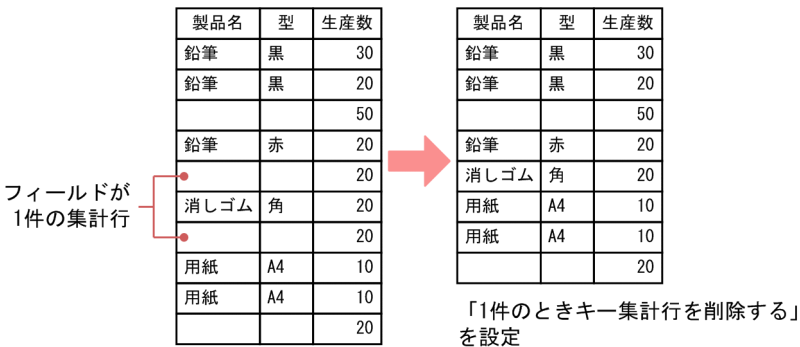 製品名 型 生産数
鉛筆 黒 30
鉛筆 黒 20
50
鉛筆 赤 20
20
消しゴム 角 20
20
用紙 A4 10
用紙 A4 10
20
フィールドが
1件の集計行
製品名 型 生産数
鉛筆 黒 30
鉛筆 黒 20
50
鉛筆 赤 20
消しゴム 角 20
用紙 A4 10
用紙 A4 10
20
「1件のときキー集計行を削除する」
を設定